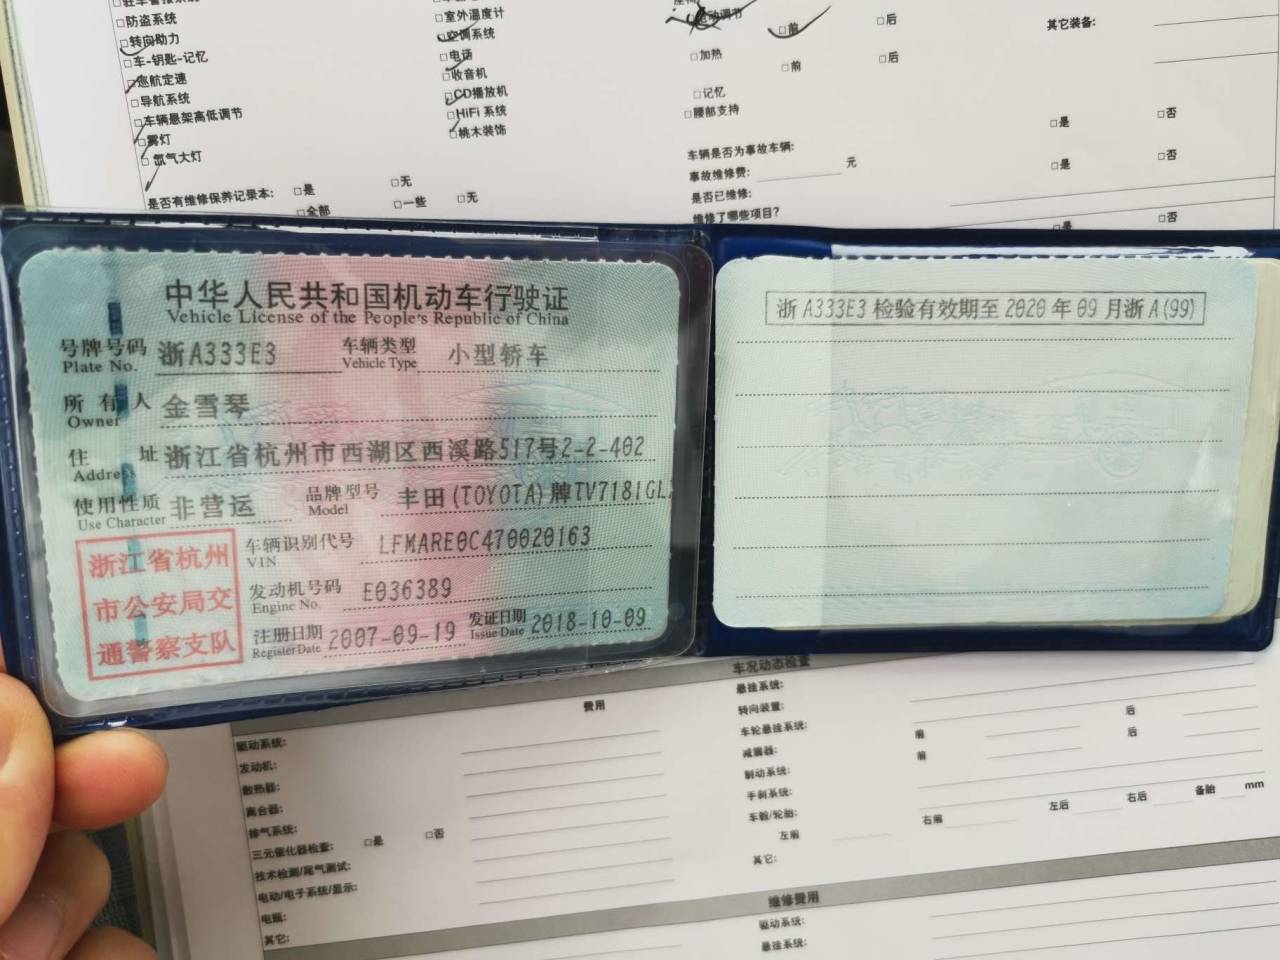 □防盗系统
□转向助力
□车-钥匙-记忆
□巡航定速
□导航系统
□车辆悬架高低调节
□雾灯
□氙气大灯
是否有维修保养记录本: □是 □无
□全部 □一些 □无
□室外温度计
□空调系统
□电话
□收音机
□CD播放机
□HiFi 系统
□桃木装饰
□前 □后
□加热
□前 □后
□记忆
□腰部支持
其它装备:
车辆是否为事故车辆: □是 □否
事故维修费: 元
是否已维修: □是 □否
维修了哪些项目?
□是 □否
中华人民共和国机动车行驶证
Vehicle License of the People's Republic of China
号牌号码 浙A333E3 车辆类型 小型轿车
Plate No. Vehicle Type
所有人 金雪琴
Owner
住址 浙江省杭州市西湖区西溪路517号2-2-402
Address
使用性质 非营运 品牌型号 丰田(TOYOTA)牌TV7181GL
Use Character Model
浙江省杭州
市公安局交
通警察支队
车辆识别代号 LFMARE0C470020163
VIN
发动机号码 E036389
Engine No.
注册日期 2007-09-19 发证日期 2018-10-09
Register Date Issue Date
浙A333E3 检验有效期至 2020 年 09 月浙A(99)
费用
驱动系统:
发动机:
散热器:
离合器:
排气系统:
三元催化器检查: □是 □否
技术检测/尾气测试:
电动/电子系统/显示:
电瓶:
其它:
车况动态检查
悬挂系统:
转向装置:
车轮悬挂系统: 前 后
减震器: 前 后
制动系统:
手刹系统:
车毂/轮胎:
左前 右前 左后 右后 备胎 mm
其它:
维修费用
驱动系统:
悬挂系统: